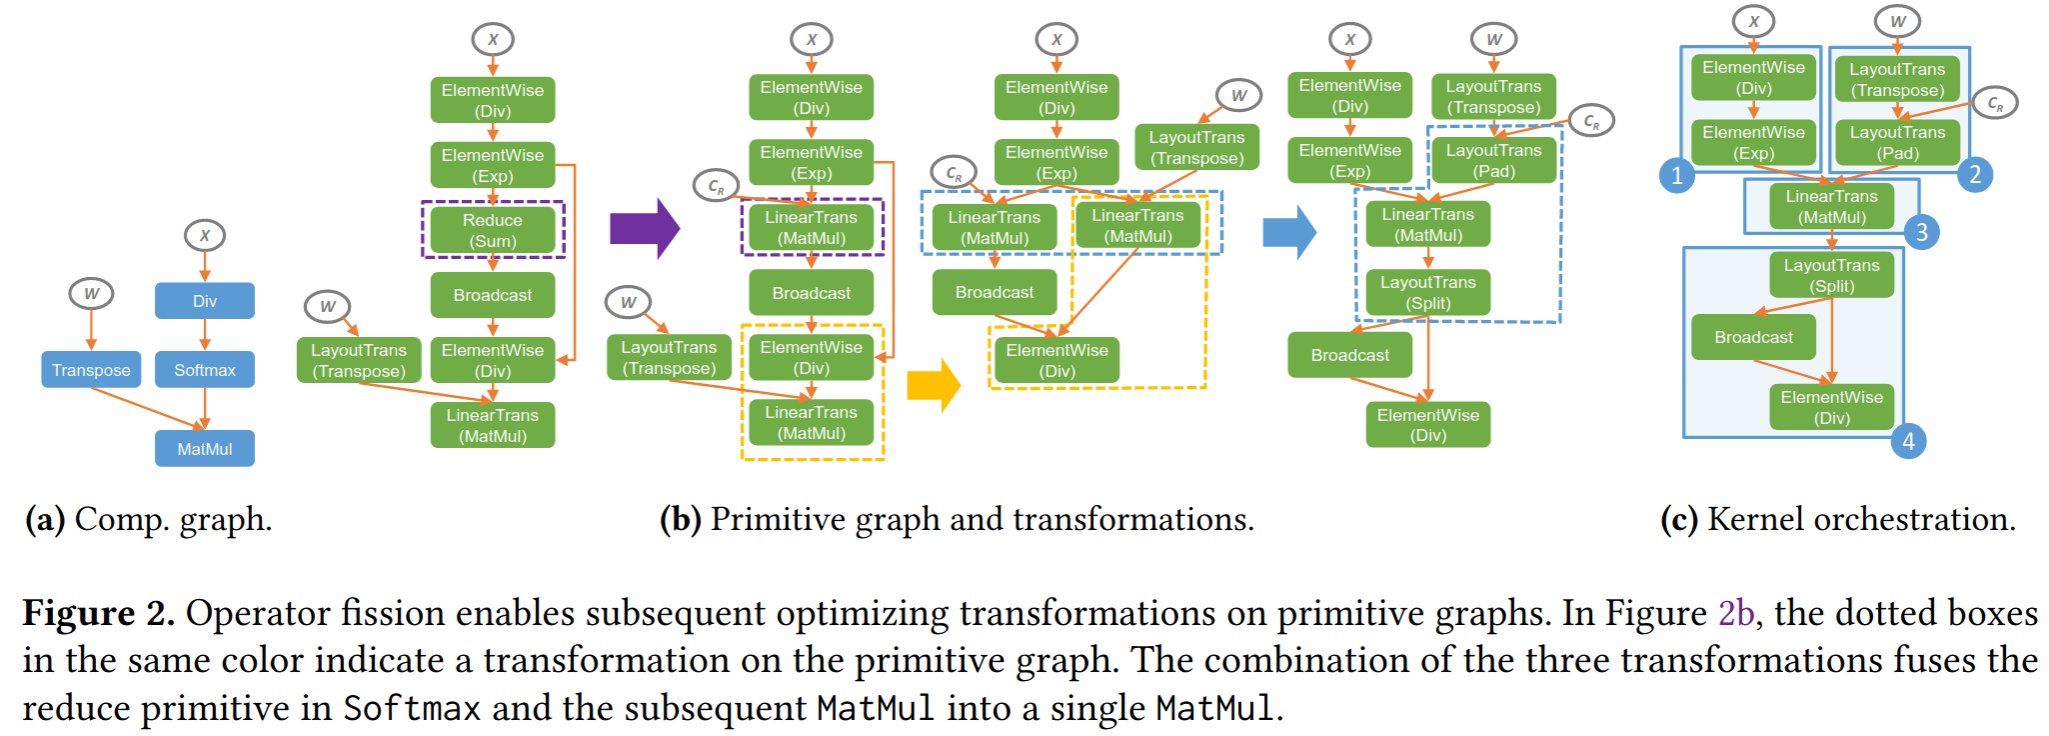 X
W
Div
Transpose
Softmax
MatMul
X
ElementWise
(Div)
ElementWise
(Exp)
Reduce
(Sum)
Broadcast
W
LayoutTrans
(Transpose)
ElementWise
(Div)
LinearTrans
(MatMul)
X
ElementWise
(Div)
ElementWise
(Exp)
C_R
LinearTrans
(MatMul)
Broadcast
W
LayoutTrans
(Transpose)
ElementWise
(Div)
LinearTrans
(MatMul)
X
ElementWise
(Div)
W
LayoutTrans
(Transpose)
ElementWise
(Exp)
C_R
LinearTrans
(MatMul)
LinearTrans
(MatMul)
Broadcast
ElementWise
(Div)
X
W
ElementWise
(Div)
LayoutTrans
(Transpose)
C_R
ElementWise
(Exp)
LayoutTrans
(Pad)
LinearTrans
(MatMul)
LayoutTrans
(Split)
Broadcast
ElementWise
(Div)
X
W
ElementWise
(Div)
LayoutTrans
(Transpose)
C_R
ElementWise
(Exp)
LayoutTrans
(Pad)
1
2
LinearTrans
(MatMul)
3
LayoutTrans
(Split)
Broadcast
ElementWise
(Div)
4
(a) Comp. graph.
(b) Primitive graph and transformations.
(c) Kernel orchestration.
Figure 2. Operator fission enables subsequent optimizing transformations on primitive graphs. In Figure 2b, the dotted boxes
in the same color indicate a transformation on the primitive graph. The combination of the three transformations fuses the
reduce primitive in Softmax and the subsequent MatMul into a single MatMul.